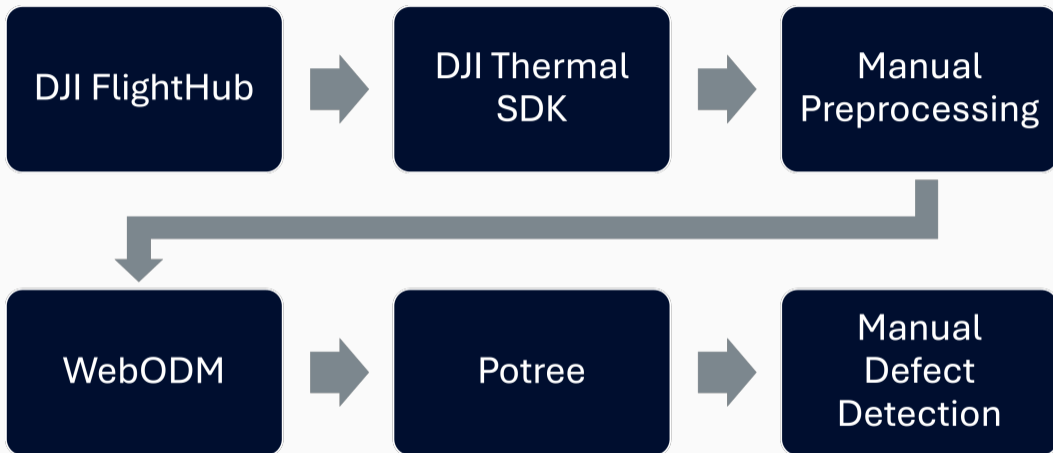 DJI FlightHub
DJI Thermal
SDK
Manual
Preprocessing
WebODM
Potree
Manual
Defect
Detection